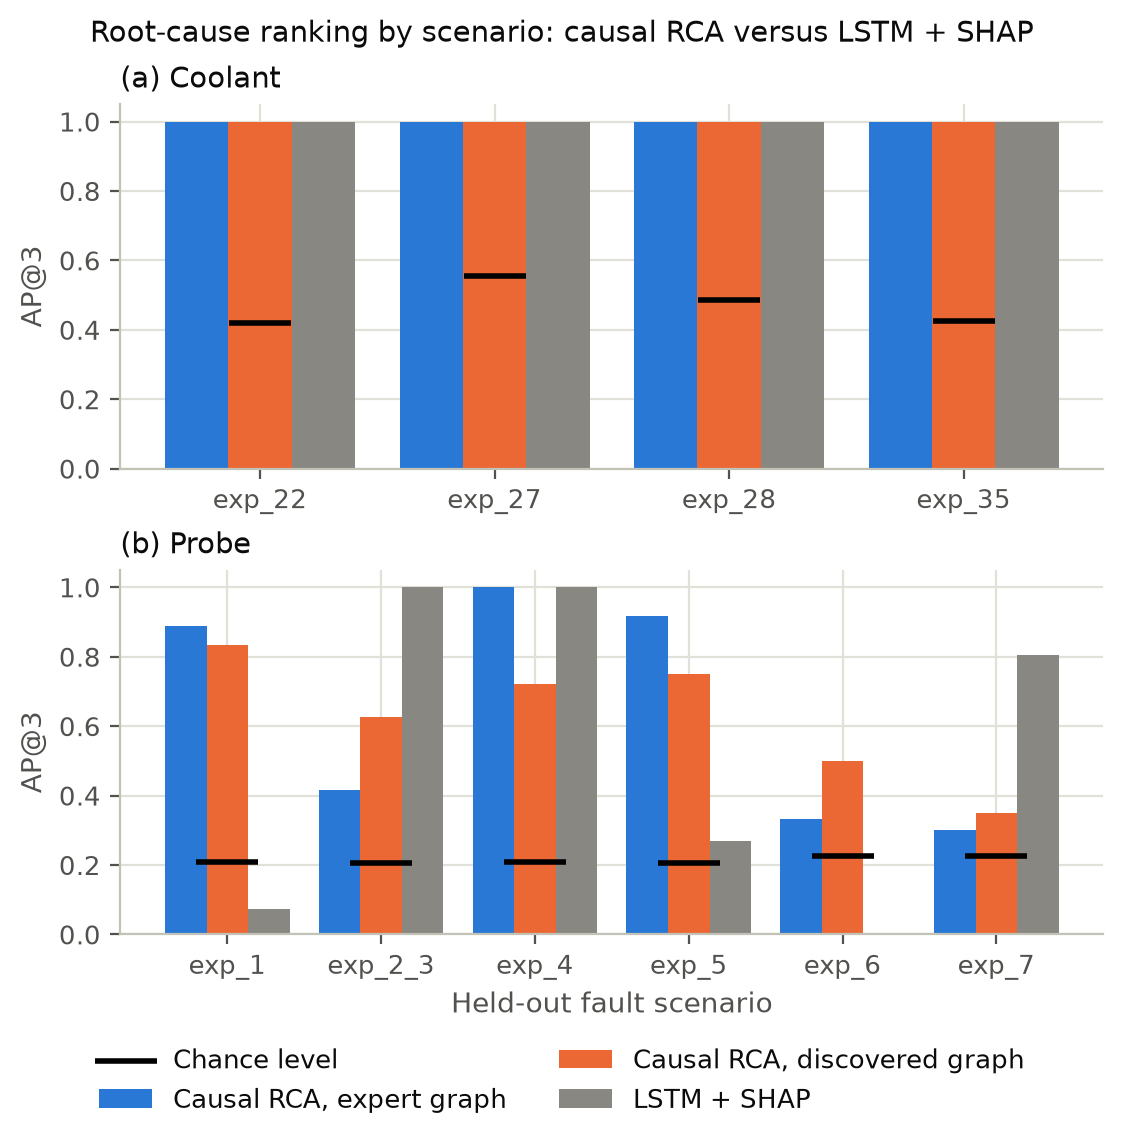 Root-cause ranking by scenario: causal RCA versus LSTM + SHAP
(a) Coolant
1.0
0.8
0.6
0.4
0.2
0.0
AP@3
exp_22 exp_27 exp_28 exp_35
(b) Probe
1.0
0.8
0.6
0.4
0.2
0.0
AP@3
exp_1 exp_2_3 exp_4 exp_5 exp_6 exp_7
Held-out fault scenario
Chance level
Causal RCA, expert graph
Causal RCA, discovered graph
LSTM + SHAP